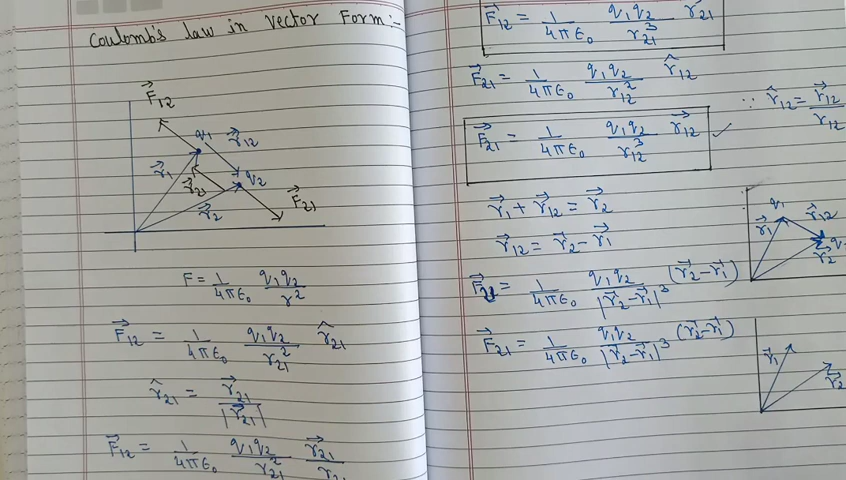 Coulomb's law in vector Form:-
F⃗12
q1
r⃗12
r⃗1
r⃗21
q2
r⃗2
F⃗21
F = 1/4πϵ0 q1q2/r²
F⃗12 = 1/4πϵ0 q1q2/r21² r̂21
r̂21 = r⃗21/|r⃗21|
F⃗12 = 1/4πϵ0 q1q2/r21² r⃗21/r21
F⃗12 = 1/4πϵ0 q1q2/r21³ r⃗21
F⃗21 = 1/4πϵ0 q1q2/r12² r̂12
F⃗21 = 1/4πϵ0 q1q2/r12³ r⃗12 ✓
∵ r̂12 = r⃗12/r12
r⃗1 + r⃗12 = r⃗2
r⃗12 = r⃗2 - r⃗1
q1
r⃗12
r⃗1
r⃗2
F⃗21 = 1/4πϵ0 q1q2/|r⃗2-r⃗1|³ (r⃗2-r⃗1)
F⃗21 = 1/4πϵ0 q1q2/|r⃗2-r⃗1|³ (r⃗2-r⃗1)
r⃗1
r⃗2